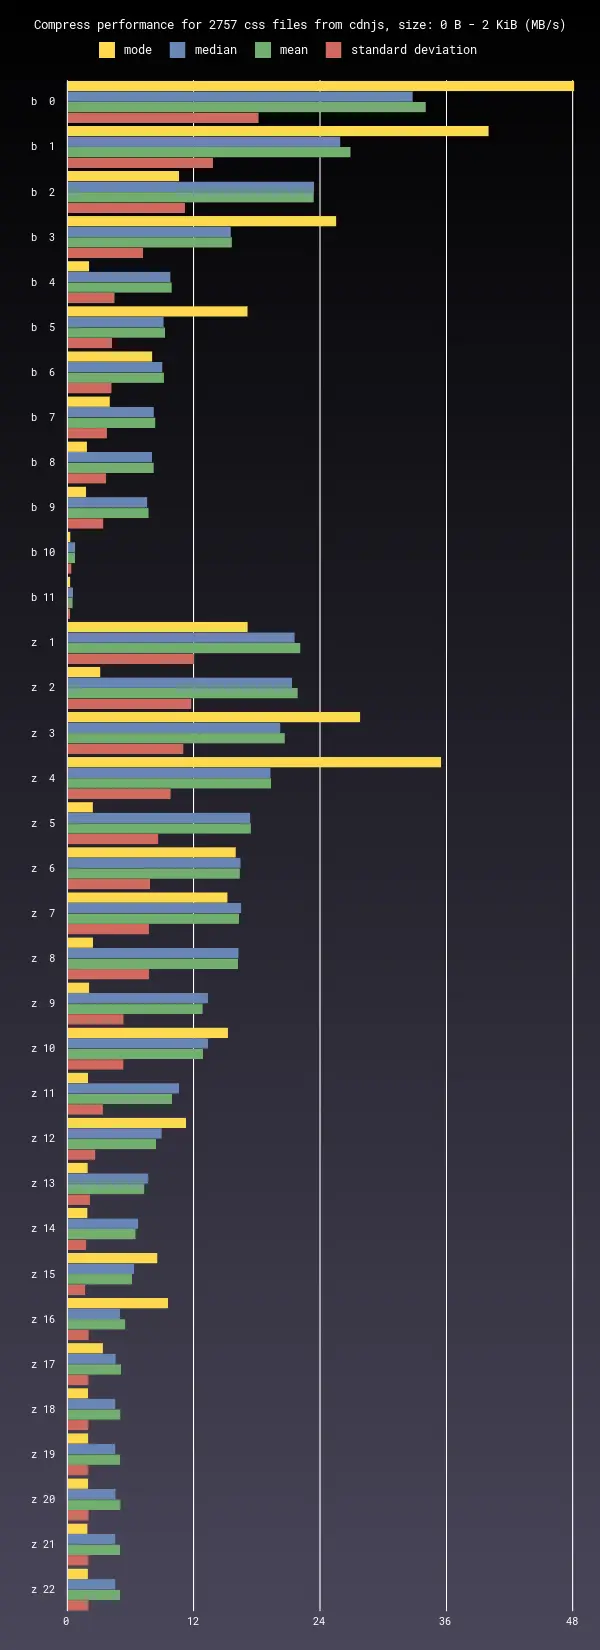 Compress performance for 2757 css files from cdnjs, size: 0 B - 2 KiB (MB/s)
mode median mean standard deviation
b 0
b 1
b 2
b 3
b 4
b 5
b 6
b 7
b 8
b 9
b 10
b 11
z 1
z 2
z 3
z 4
z 5
z 6
z 7
z 8
z 9
z 10
z 11
z 12
z 13
z 14
z 15
z 16
z 17
z 18
z 19
z 20
z 21
z 22
0 12 24 36 48